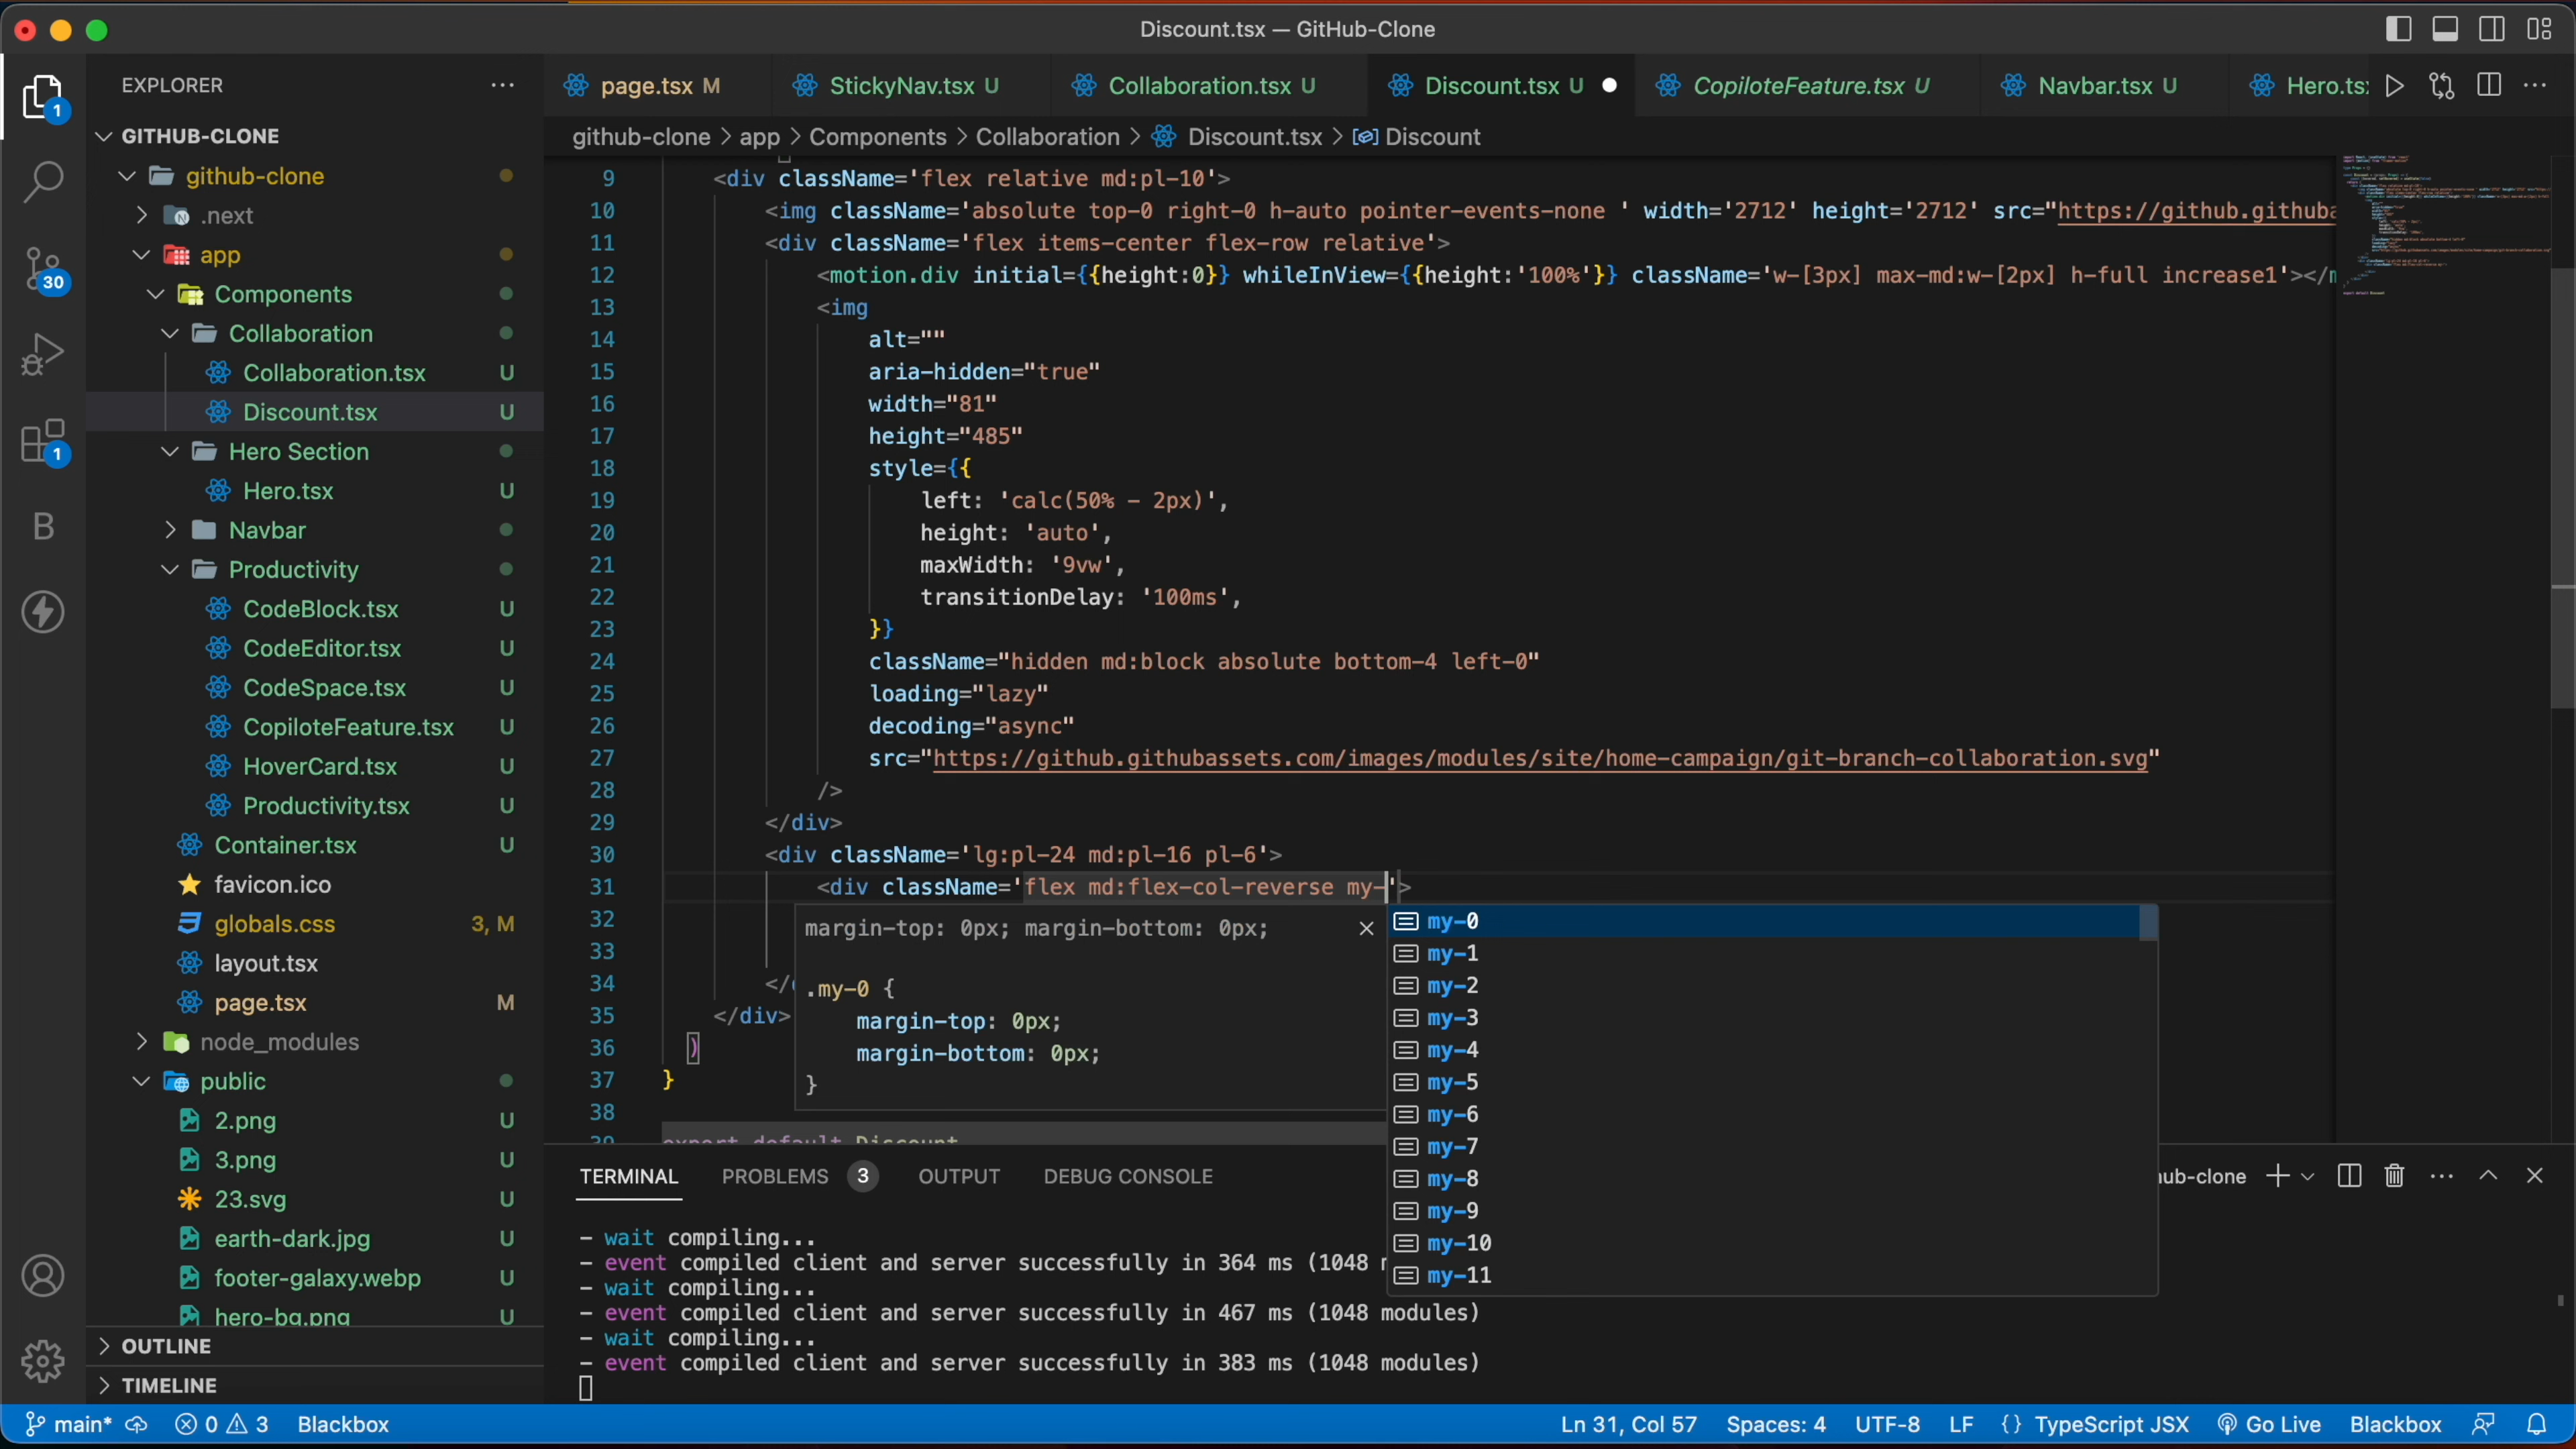 Discount.tsx — GitHub-Clone
EXPLORER
page.tsx M
StickyNav.tsx U
Collaboration.tsx U
Discount.tsx U
CopiloteFeature.tsx U
Navbar.tsx U
Hero.ts
github-clone > app > Components > Collaboration > Discount.tsx > Discount
GITHUB-CLONE
github-clone
.next
app
Components
Collaboration
Collaboration.tsx U
Discount.tsx U
Hero Section
Hero.tsx U
Navbar
Productivity
CodeBlock.tsx U
CodeEditor.tsx U
CodeSpace.tsx U
CopiloteFeature.tsx U
HoverCard.tsx U
Productivity.tsx U
Container.tsx U
favicon.ico
globals.css 3, M
layout.tsx
page.tsx M
node_modules
public
2.png U
3.png U
23.svg U
earth-dark.jpg U
footer-galaxy.webp U
hero-bg.png U
OUTLINE
TIMELINE
1
30
1
B
9 <div className='flex relative md:pl-10'>
10 <img className='absolute top-0 right-0 h-auto pointer-events-none ' width='2712' height='2712' src="https://github.githuba
11 <div className='flex items-center flex-row relative'>
12 <motion.div initial={{height:0}} whileInView={{height:'100%'}} className='w-[3px] max-md:w-[2px] h-full increase1'></m
13 <img
14 alt=""
15 aria-hidden="true"
16 width="81"
17 height="485"
18 style={{
19 left: 'calc(50% - 2px)',
20 height: 'auto',
21 maxWidth: '9vw',
22 transitionDelay: '100ms',
23 }}
24 className="hidden md:block absolute bottom-4 left-0"
25 loading="lazy"
26 decoding="async"
27 src="https://github.githubassets.com/images/modules/site/home-campaign/git-branch-collaboration.svg"
28 />
29 </div>
30 <div className='lg:pl-24 md:pl-16 pl-6'>
31 <div className='flex md:flex-col-reverse my-'>
32
33
34 </
35 </div>
36 )
37 }
38
39 export default Discount
margin-top: 0px; margin-bottom: 0px;
.my-0 {
margin-top: 0px;
margin-bottom: 0px;
}
my-0
my-1
my-2
my-3
my-4
my-5
my-6
my-7
my-8
my-9
my-10
my-11
TERMINAL PROBLEMS 3 OUTPUT DEBUG CONSOLE
ub-clone
- wait compiling...
- event compiled client and server successfully in 364 ms (1048
- wait compiling...
- event compiled client and server successfully in 467 ms (1048 modules)
- wait compiling...
- event compiled client and server successfully in 383 ms (1048 modules)
main* 0 3 Blackbox
Ln 31, Col 57 Spaces: 4 UTF-8 LF {} TypeScript JSX Go Live Blackbox